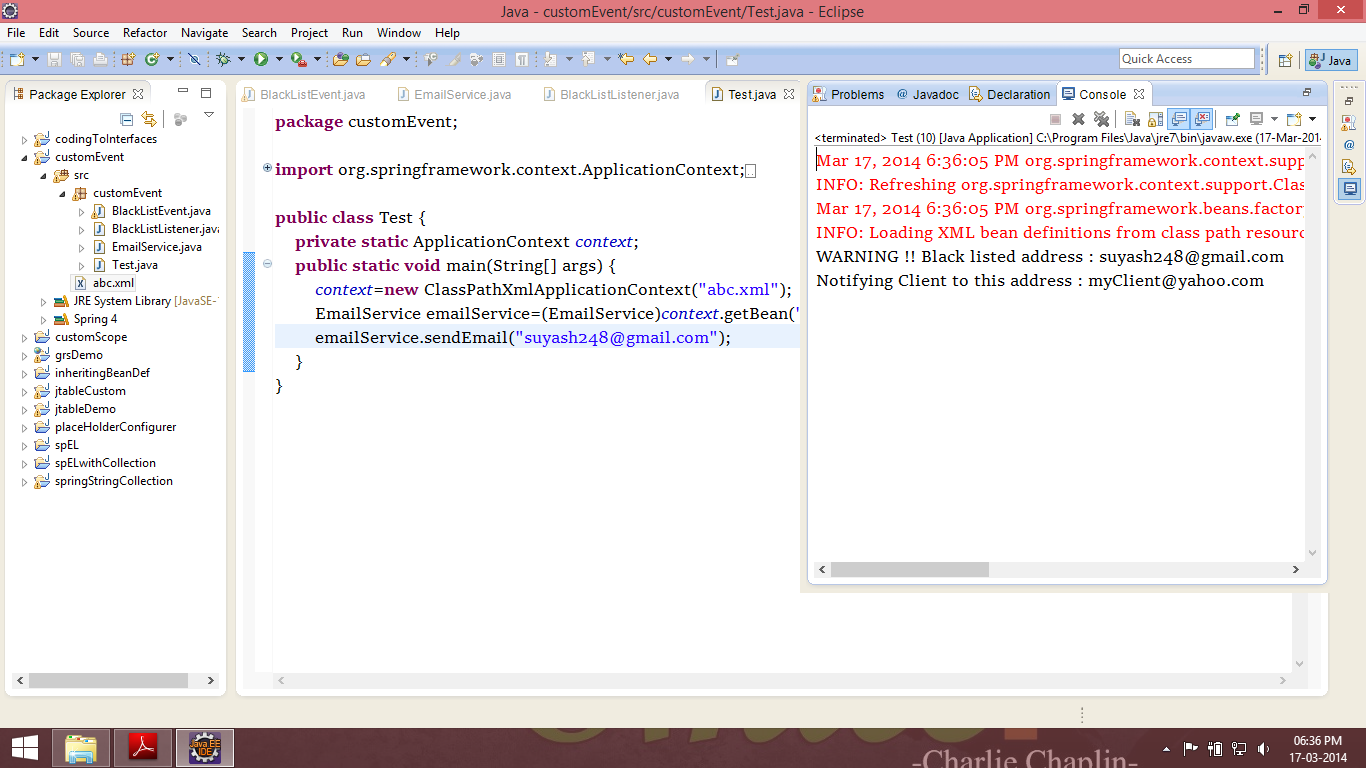 Java - customEvent/src/customEvent/Test.java - Eclipse
File Edit Source Refactor Navigate Search Project Run Window Help
Quick Access
Java
Package Explorer
codingToInterfaces
customEvent
src
customEvent
BlackListEvent.java
BlackListListener.java
EmailService.java
Test.java
abc.xml
JRE System Library [JavaSE-
Spring 4
customScope
grsDemo
inheritingBeanDef
jtableCustom
jtableDemo
placeHolderConfigurer
spEL
spELwithCollection
springStringCollection
BlackListEvent.java EmailService.java BlackListListener.java Test.java
package customEvent;
import org.springframework.context.ApplicationContext;
public class Test {
private static ApplicationContext context;
public static void main(String[] args) {
context=new ClassPathXmlApplicationContext("abc.xml");
EmailService emailService=(EmailService)context.getBean("
emailService.sendEmail("suyash248@gmail.com");
}
}
Problems @ Javadoc Declaration Console
<terminated> Test (10) [Java Application] C:\Program Files\Java\jre7\bin\javaw.exe (17-Mar-201
Mar 17, 2014 6:36:05 PM org.springframework.context.supp
INFO: Refreshing org.springframework.context.support.Clas
Mar 17, 2014 6:36:05 PM org.springframework.beans.factor
INFO: Loading XML bean definitions from class path resourc
WARNING !! Black listed address : suyash248@gmail.com
Notifying Client to this address : myClient@yahoo.com
Java EE
IDE
-Charlie Chaplin-
06:36 PM
17-03-2014